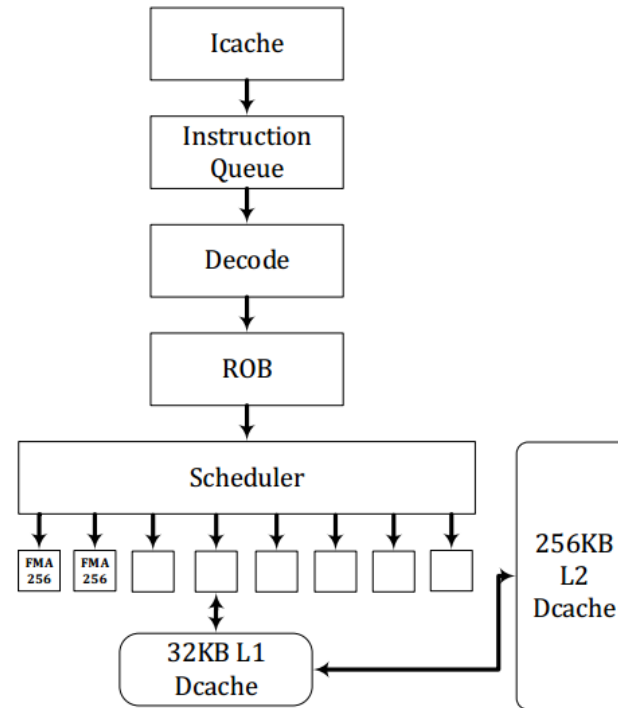 Icache
Instruction
Queue
Decode
ROB
Scheduler
FMA
256
FMA
256
32KB L1
Dcache
256KB
L2
Dcache